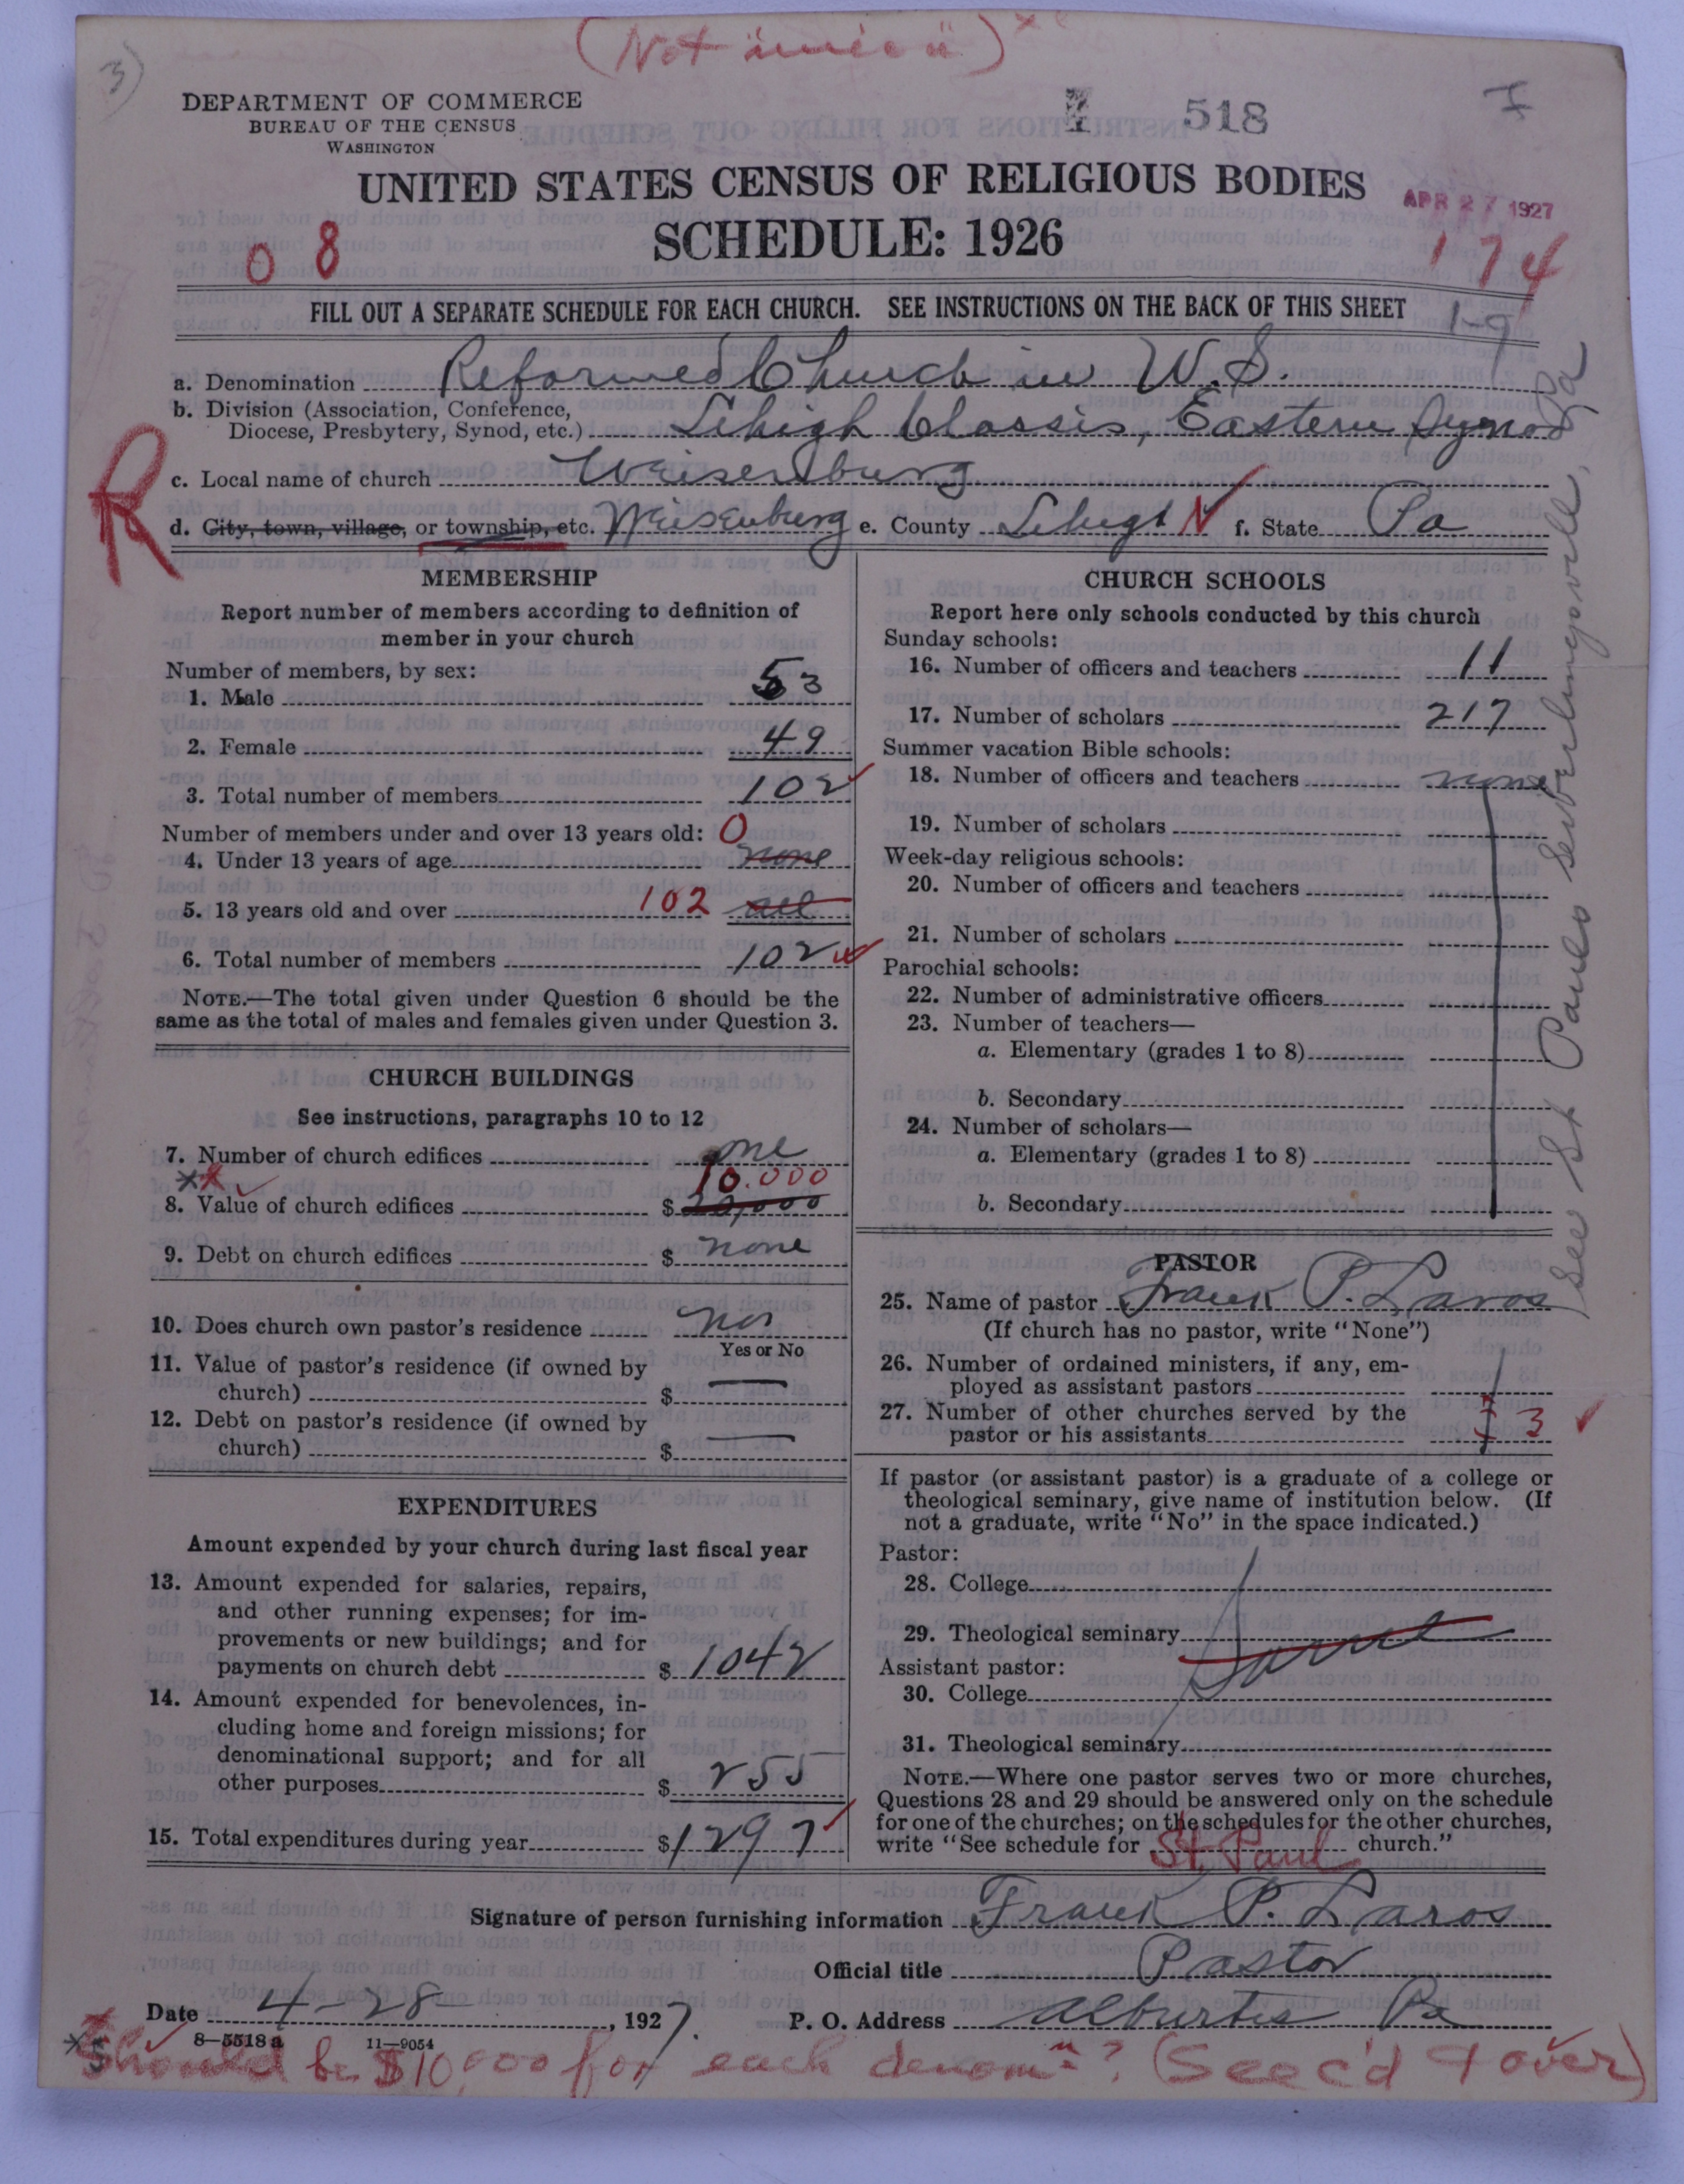 3)
(Not
DEPARTMENT OF COMMERCE
BUREAU OF THE CENSUS
WASHINGTON
518
UNITED STATES CENSUS OF RELIGIOUS BODIES
APR 27 1927
SCHEDULE: 1926
08
174
FILL OUT A SEPARATE SCHEDULE FOR EACH CHURCH. SEE INSTRUCTIONS ON THE BACK OF THIS SHEET
1-9
a. Denomination Reformed Church in U.S.
b. Division (Association, Conference,
Diocese, Presbytery, Synod, etc.) Lehigh Classis, Eastern Synod
R
c. Local name of church Weisenburg
d. City, town, village, or township, etc. Weisenburg e. County Lehigh N f. State Pa
MEMBERSHIP
Report number of members according to definition of
member in your church
Number of members, by sex:
1. Male 53
2. Female 49
3. Total number of members 102
Number of members under and over 13 years old: 0
4. Under 13 years of age none
5. 13 years old and over 102 all
6. Total number of members 102
NOTE.—The total given under Question 6 should be the
same as the total of males and females given under Question 3.
CHURCH BUILDINGS
See instructions, paragraphs 10 to 12
7. Number of church edifices one
10.000
8. Value of church edifices $ 20,000
9. Debt on church edifices $ none
10. Does church own pastor's residence no
Yes or No
11. Value of pastor's residence (if owned by
church) $ —
12. Debt on pastor's residence (if owned by
church) $ —
EXPENDITURES
Amount expended by your church during last fiscal year
13. Amount expended for salaries, repairs,
and other running expenses; for im-
provements or new buildings; and for
payments on church debt $ 1042
14. Amount expended for benevolences, in-
cluding home and foreign missions; for
denominational support; and for all
other purposes $ 255
15. Total expenditures during year $ 1297
CHURCH SCHOOLS
Report here only schools conducted by this church
Sunday schools:
16. Number of officers and teachers 11
17. Number of scholars 217
Summer vacation Bible schools:
18. Number of officers and teachers none
19. Number of scholars
Week-day religious schools:
20. Number of officers and teachers
21. Number of scholars
Parochial schools:
22. Number of administrative officers
23. Number of teachers—
a. Elementary (grades 1 to 8)
b. Secondary
24. Number of scholars—
a. Elementary (grades 1 to 8)
b. Secondary
PASTOR
25. Name of pastor Frank P. Laros
(If church has no pastor, write "None")
26. Number of ordained ministers, if any, em-
ployed as assistant pastors
27. Number of other churches served by the
pastor or his assistants 3
If pastor (or assistant pastor) is a graduate of a college or
theological seminary, give name of institution below. (If
not a graduate, write "No" in the space indicated.)
Pastor:
28. College
29. Theological seminary
Assistant pastor:
30. College
31. Theological seminary
NOTE.—Where one pastor serves two or more churches,
Questions 28 and 29 should be answered only on the schedule
for one of the churches; on the schedules for the other churches,
write "See schedule for St. Paul church."
See St Pauls Seiberlingsville, Pa
Signature of person furnishing information Frank P. Laros
Official title Pastor
Date 4-28, 1927.
P. O. Address Alburtis Pa
8—5518a 11—9054
Should be $10,000 for each denom? (See c'd & over)